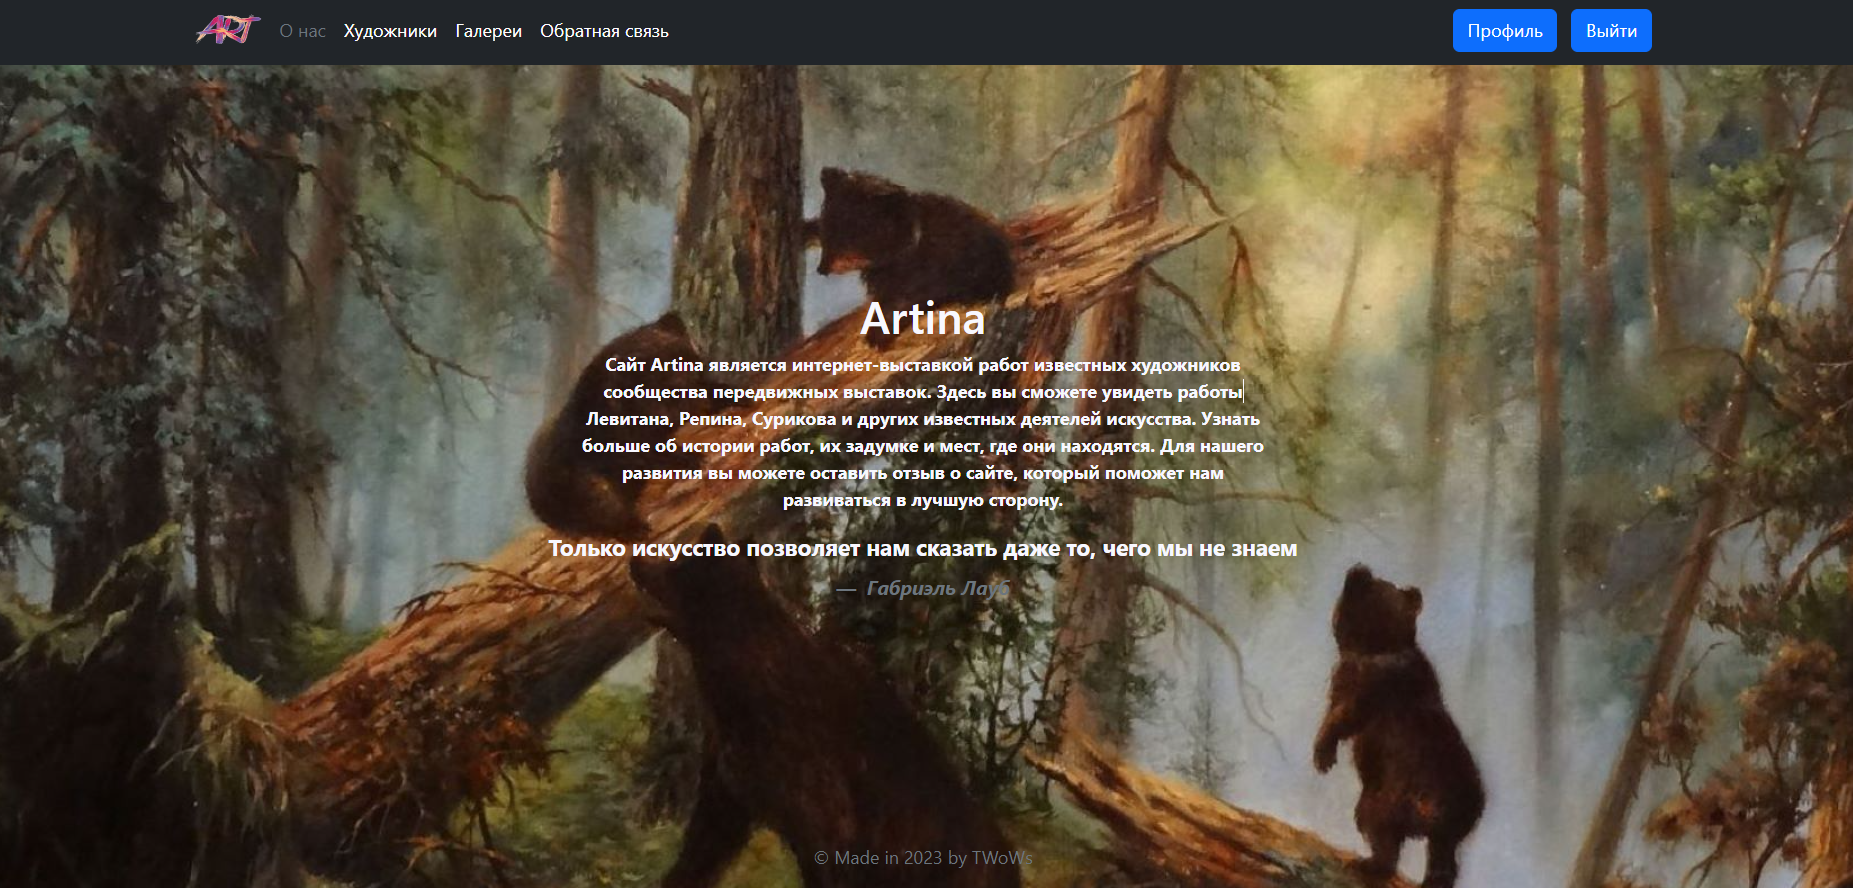 ART
О нас
Художники
Галереи
Обратная связь
Профиль
Выйти
Artina
Сайт Artina является интернет-выставкой работ известных художников
сообщества передвижных выставок. Здесь вы сможете увидеть работы
Левитана, Репина, Сурикова и других известных деятелей искусства. Узнать
больше об истории работ, их задумке и мест, где они находятся. Для нашего
развития вы можете оставить отзыв о сайте, который поможет нам
развиваться в лучшую сторону.
Только искусство позволяет нам сказать даже то, чего мы не знаем
— Габриэль Лауб
© Made in 2023 by TWoWs